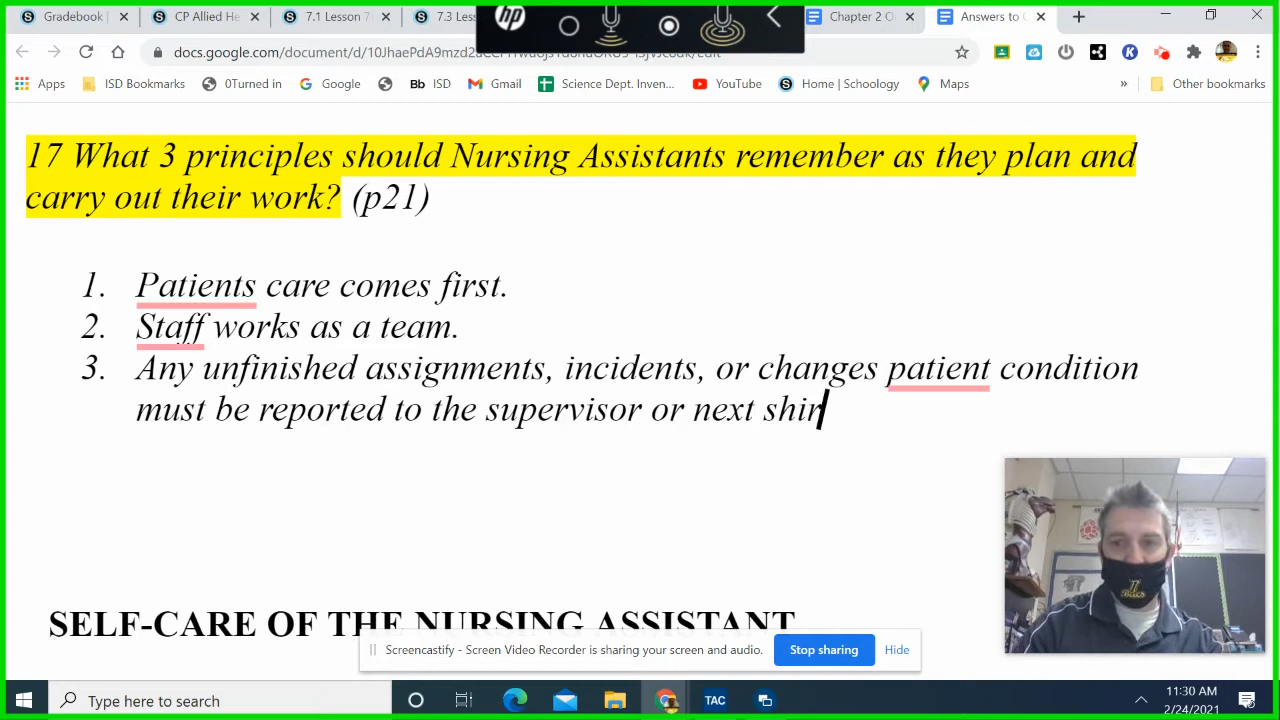 Gradebook
CP Allied He
7.1 Lesson 7
7.3 Less
hp
Chapter 2 O
Answers to
docs.google.com/document/d/
Apps
ISD Bookmarks
0Turned in
Google
Bb ISD
Gmail
Science Dept. Inven...
YouTube
Home | Schoology
Maps
»
Other bookmarks
17 What 3 principles should Nursing Assistants remember as they plan and
carry out their work? (p21)
1. Patients care comes first.
2. Staff works as a team.
3. Any unfinished assignments, incidents, or changes patient condition
must be reported to the supervisor or next shir
SELF-CARE OF THE NURSING ASSISTANT
Screencastify - Screen Video Recorder is sharing your screen and audio.
Stop sharing
Hide
Type here to search
TAC
11:30 AM
2/24/2021